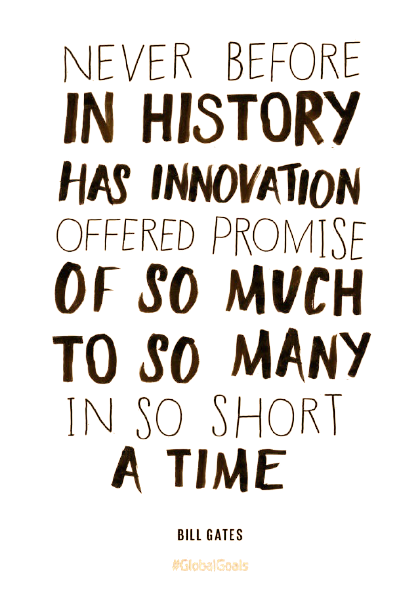 NEVER BEFORE
IN HISTORY
HAS INNOVATION
OFFERED PROMISE
OF SO MUCH
TO SO MANY
IN SO SHORT
A TIME
BILL GATES
#GlobalGoals